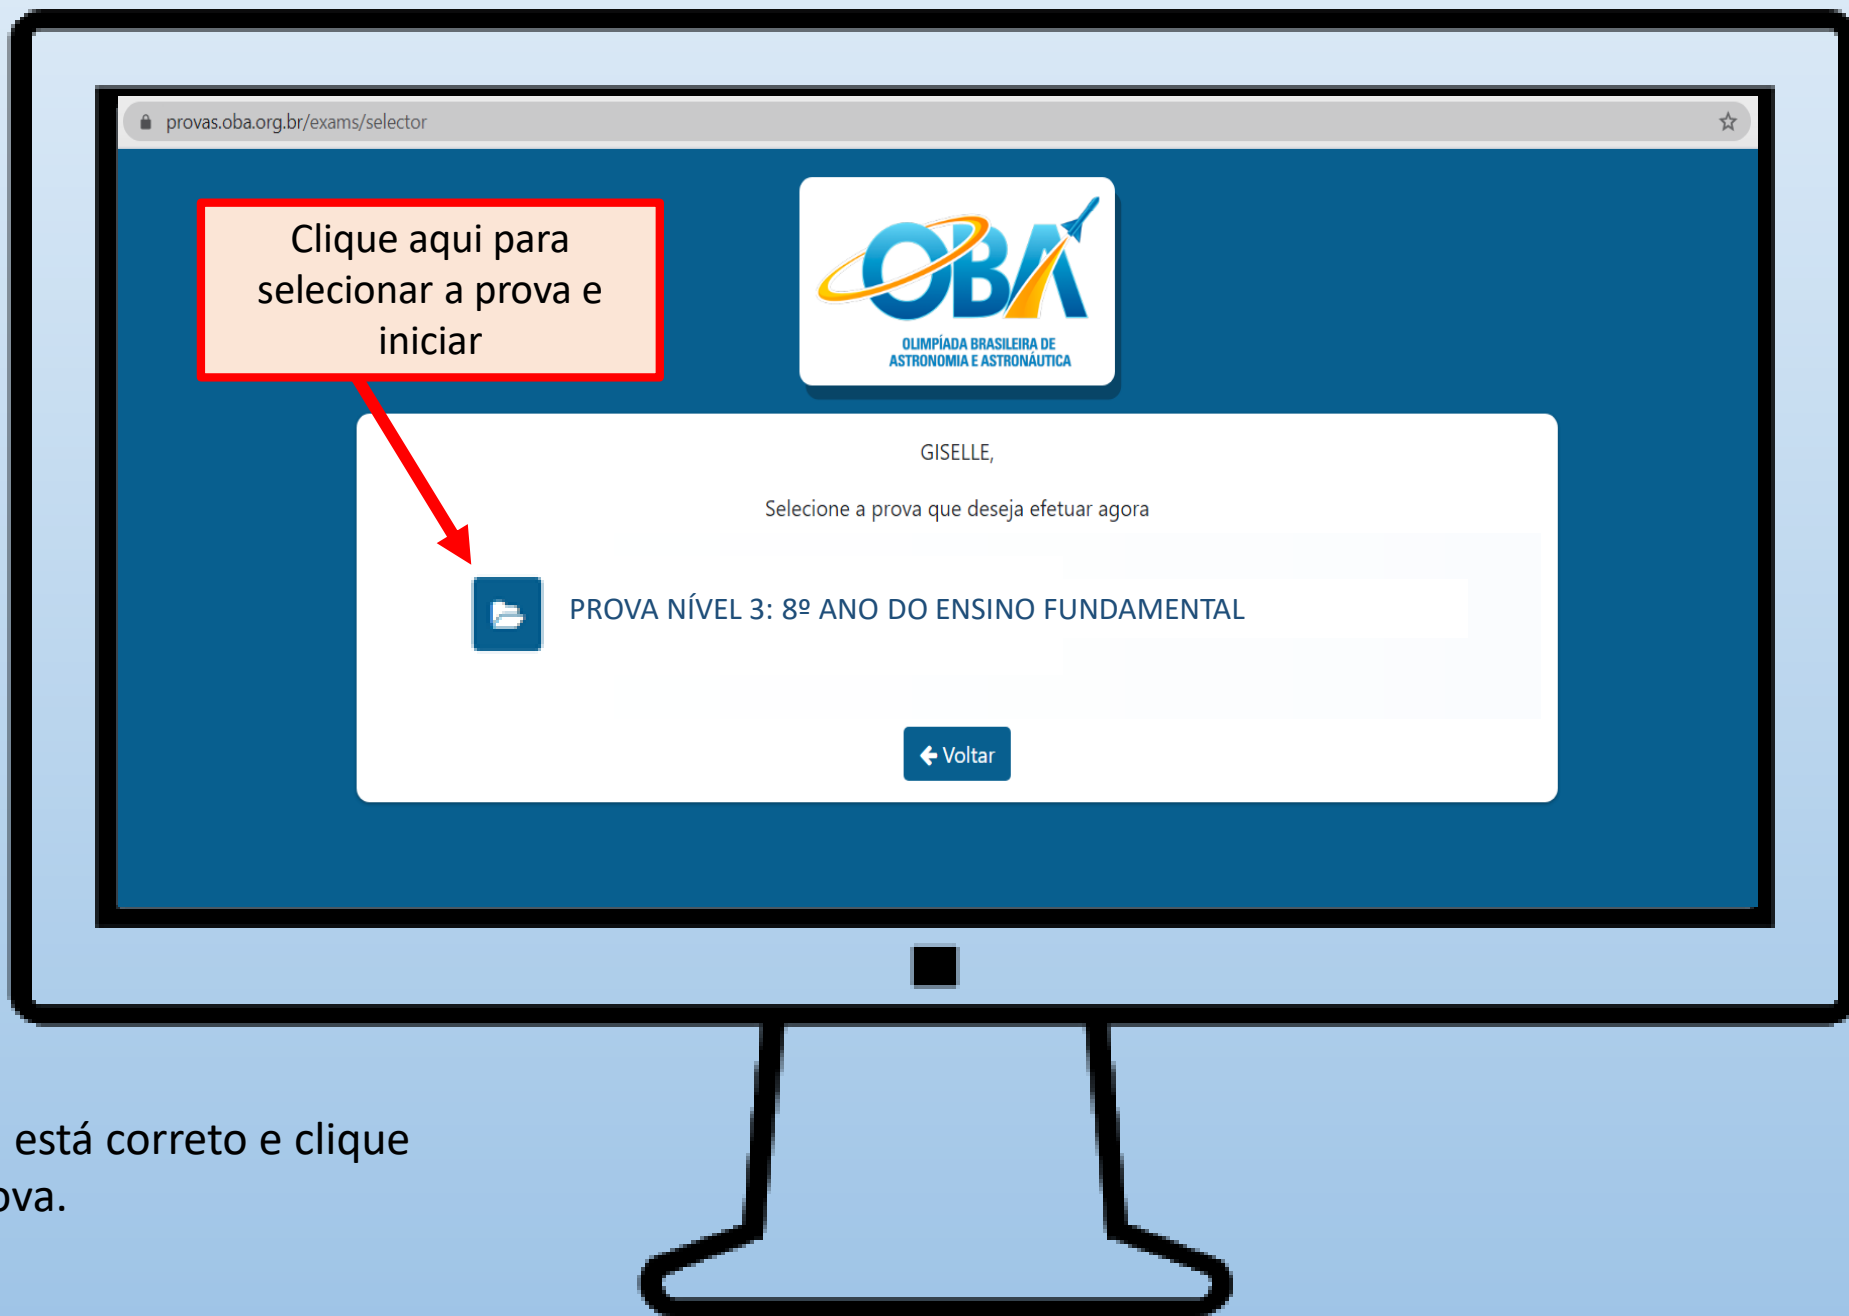 provas.oba.org.br/exams/selector
Clique aqui para
selecionar a prova e
iniciar
OBA
OLIMPÍADA BRASILEIRA DE
ASTRONOMIA E ASTRONÁUTICA
GISELLE,
Selecione a prova que deseja efetuar agora
PROVA NÍVEL 3: 8º ANO DO ENSINO FUNDAMENTAL
Voltar
está correto e clique
ova.